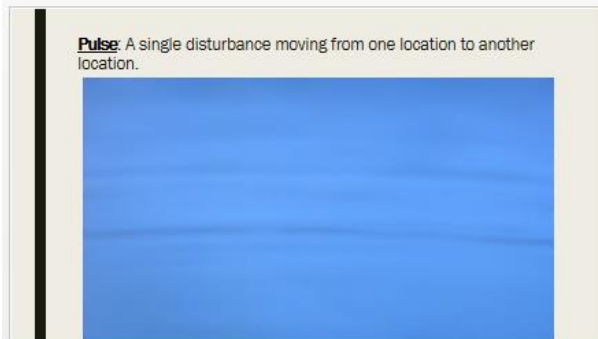 Pulse: A single disturbance moving from one location to another
location.